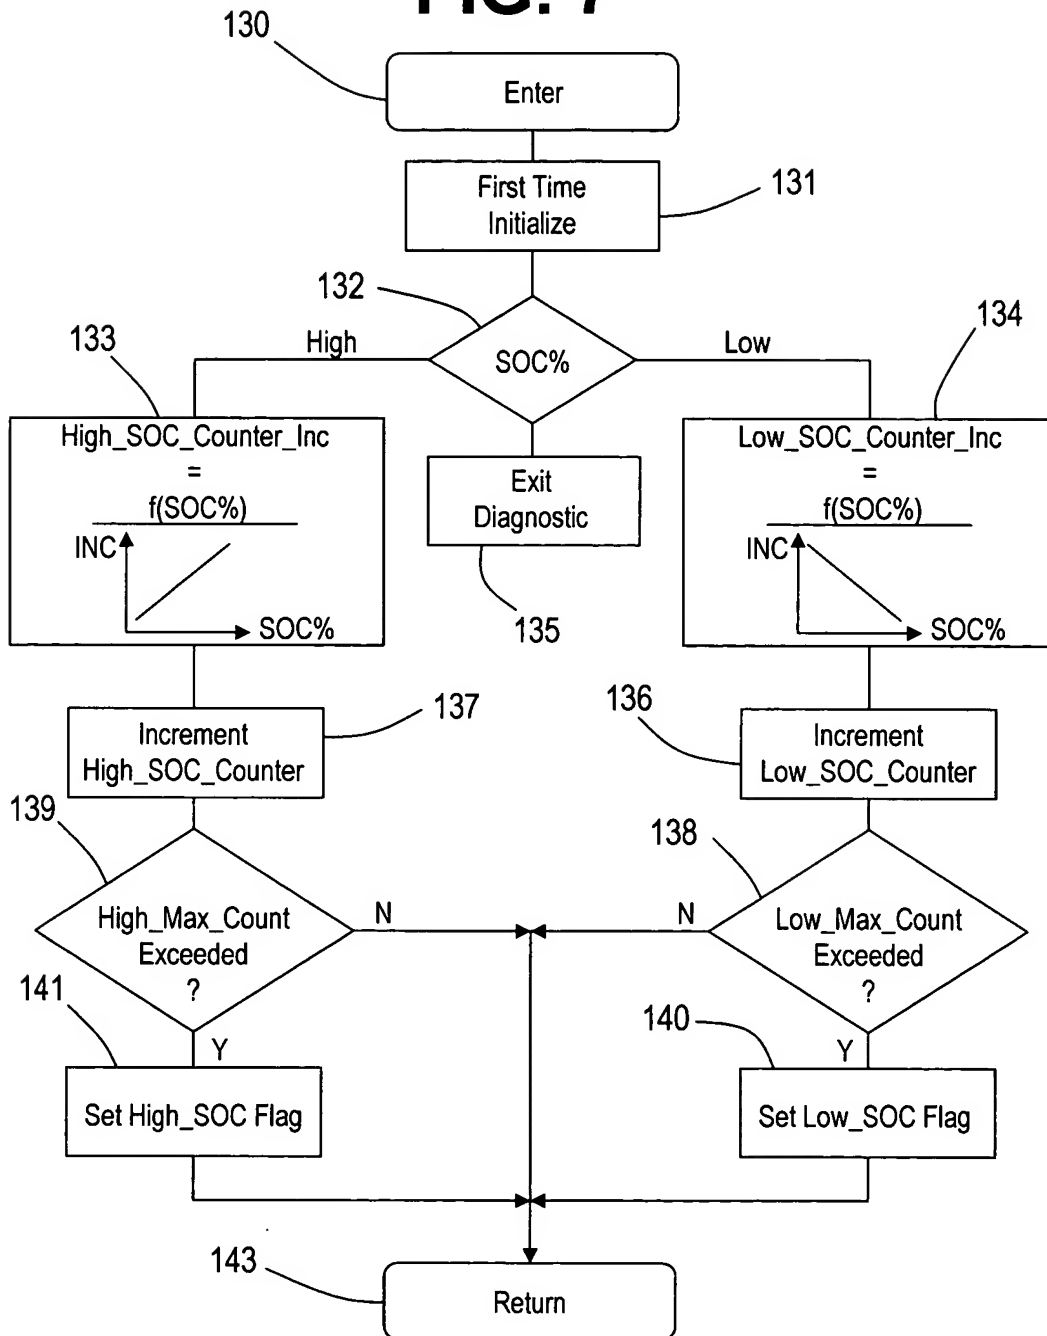 FIG. 7
130
Enter
First Time
Initialize
131
132
133
134
High
SOC%
Low
High_SOC_Counter_Inc
=
f(SOC%)
INC
SOC%
Exit
Diagnostic
135
Low_SOC_Counter_Inc
=
f(SOC%)
INC
SOC%
Increment
High_SOC_Counter
137
136
Increment
Low_SOC_Counter
139
High_Max_Count
Exceeded
?
N
138
N
Low_Max_Count
Exceeded
?
141
Y
Set High_SOC Flag
140
Y
Set Low_SOC Flag
143
Return